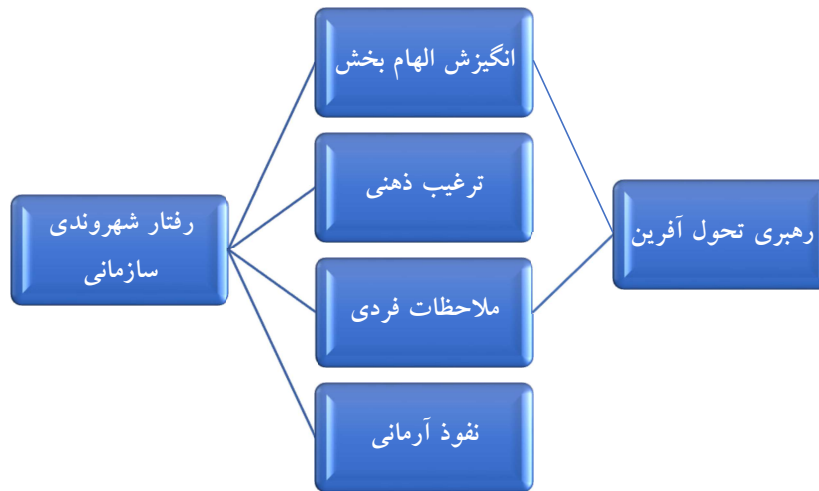 رهبری تحول آفرین
انگیزش الهام بخش
ترغیب ذهنی
ملاحظات فردی
نفوذ آرمانی
رفتار شهروندی
سازمانی